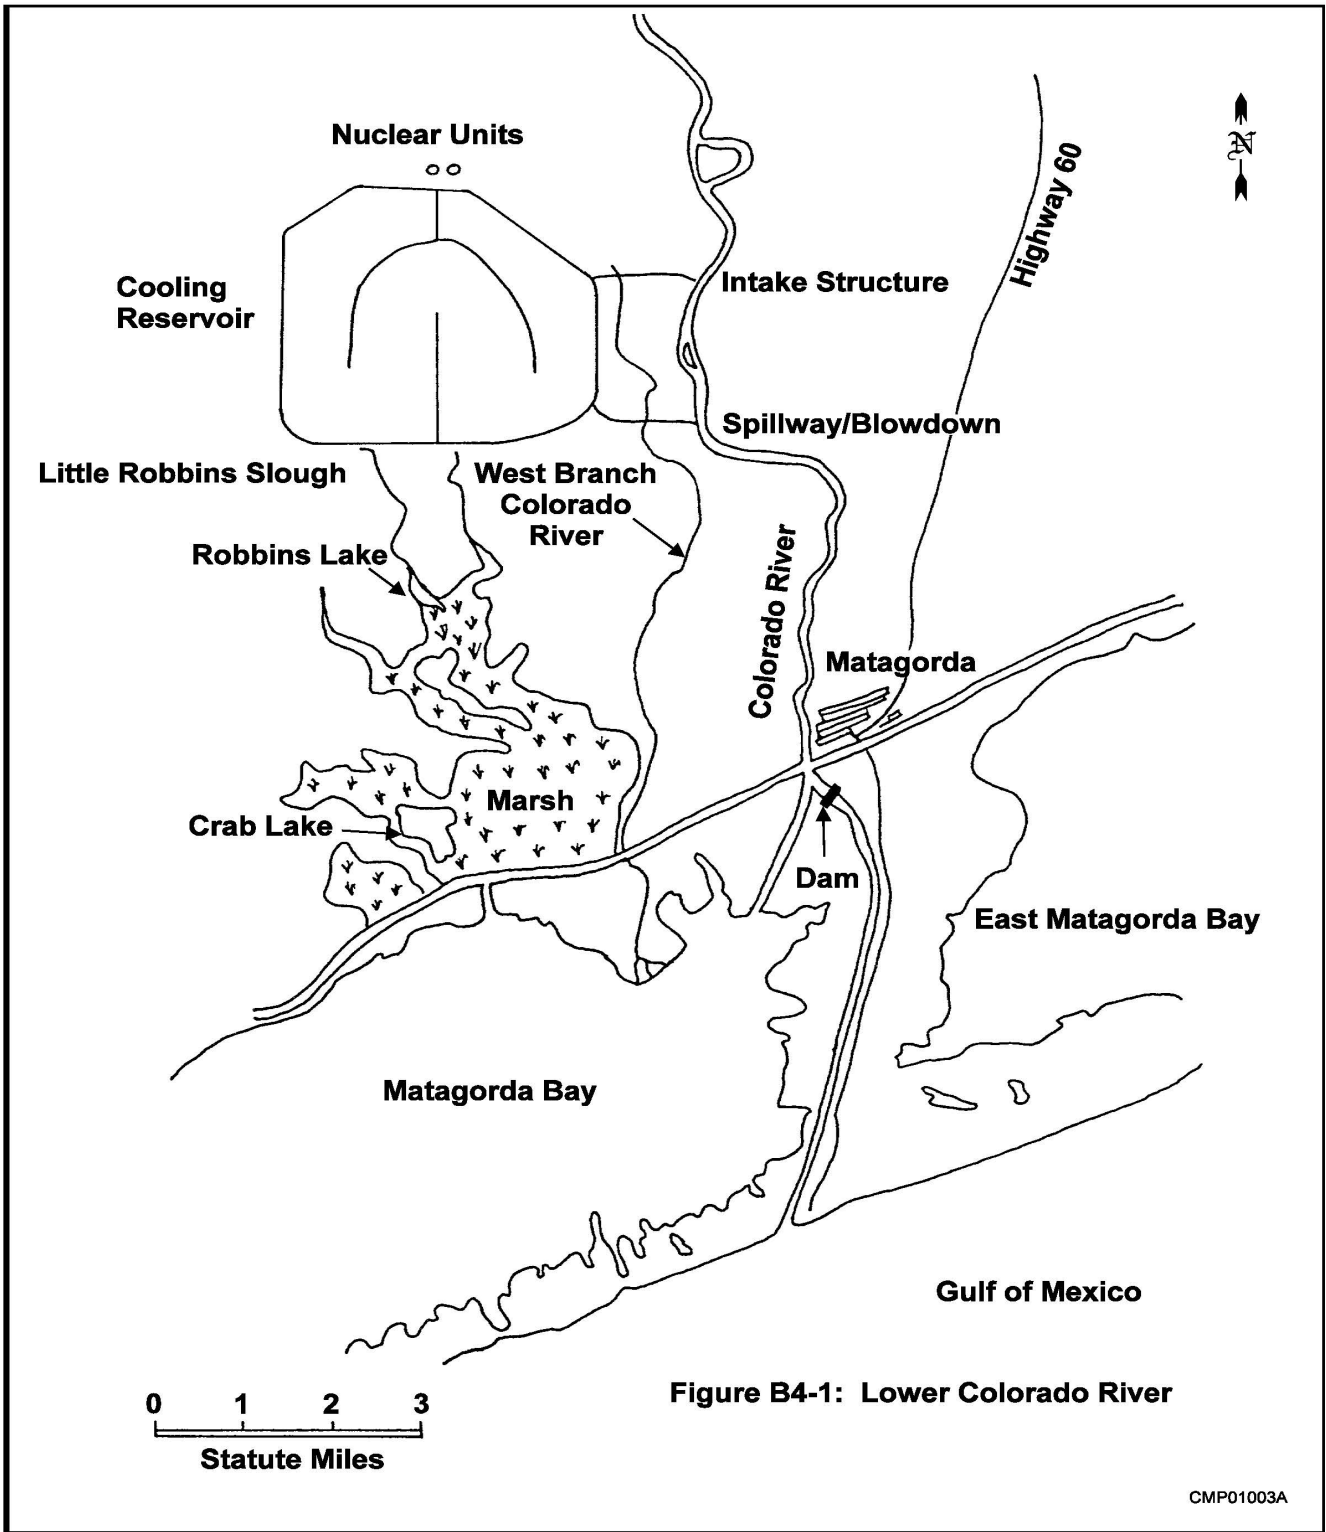 Nuclear Units
N
Highway 60
Cooling
Reservoir
Intake Structure
Spillway/Blowdown
Little Robbins Slough
West Branch
Colorado
River
Robbins Lake
Colorado River
Matagorda
Marsh
Crab Lake
Dam
East Matagorda Bay
Matagorda Bay
Gulf of Mexico
Figure B4-1: Lower Colorado River
0 1 2 3
Statute Miles
CMP01003A